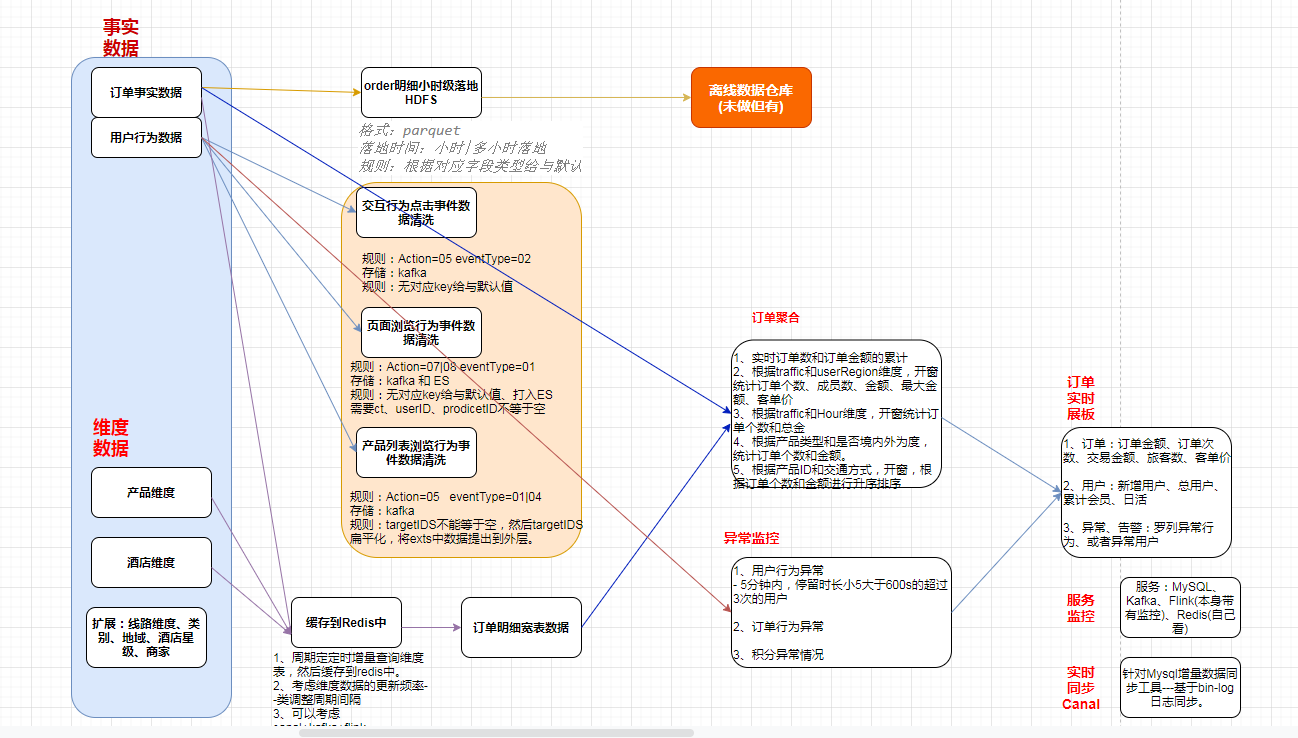 事实
数据
订单事实数据
用户行为数据
维度
数据
产品维度
酒店维度
扩展：线路维度、类
别、地域、酒店星
级、商家
order明细小时级落地
HDFS
格式：parquet
落地时间：小时|多小时落地
规则：根据对应字段类型给与默认
离线数据仓库
(未做但有)
交互行为点击事件数
据清洗
规则：Action=05 eventType=02
存储：kafka
规则：无对应key给与默认值
页面浏览行为事件数
据清洗
规则：Action=07|08 eventType=01
存储：kafka 和 ES
规则：无对应key给与默认值、打入ES
需要ct、userID、prodicetID不等于空
产品列表浏览行为事
件数据清洗
规则：Action=05 eventType=01|04
存储：kafka
规则：targetIDS不能等于空，然后targetIDS
扁平化，将exts中数据提出到外层。
缓存到Redis中
1、周期定定时增量查询维度
表，然后缓存到redis中。
2、考虑维度数据的更新频率-
-类调整周期间隔
3、可以考虑
订单明细宽表数据
订单聚合
1、实时订单数和订单金额的累计
2、根据traffic和userRegion维度，开窗
统计订单个数、成员数、金额、最大金
额、客单价
3、根据traffic和Hour维度，开窗统计订
单个数和总金
4、根据产品类型和是否境内外为度，
统计订单个数和金额。
5、根据产品ID和交通方式，开窗，根
据订单个数和金额进行升序排序
异常监控
1、用户行为异常
- 5分钟内，停留时长小5大于600s的超过
3次的用户
2、订单行为异常
3、积分异常情况
订单
实时
展板
1、订单：订单金额、订单次
数、交易金额、旅客数、客单价
2、用户：新增用户、总用户、
累计会员、日活
3、异常、告警：罗列异常行
为、或者异常用户
服务
监控
服务：MySQL、
Kafka、Flink(本身带
有监控)、Redis(自己
看)
实时
同步
Canal
针对Mysql增量数据同
步工具---基于bin-log
日志同步。